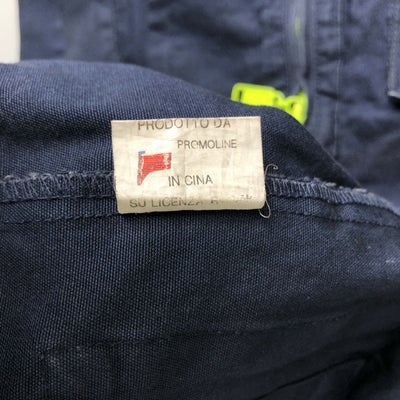 PRODOTTO DA
PROMOLINE
IN CINA
SU LICENZA